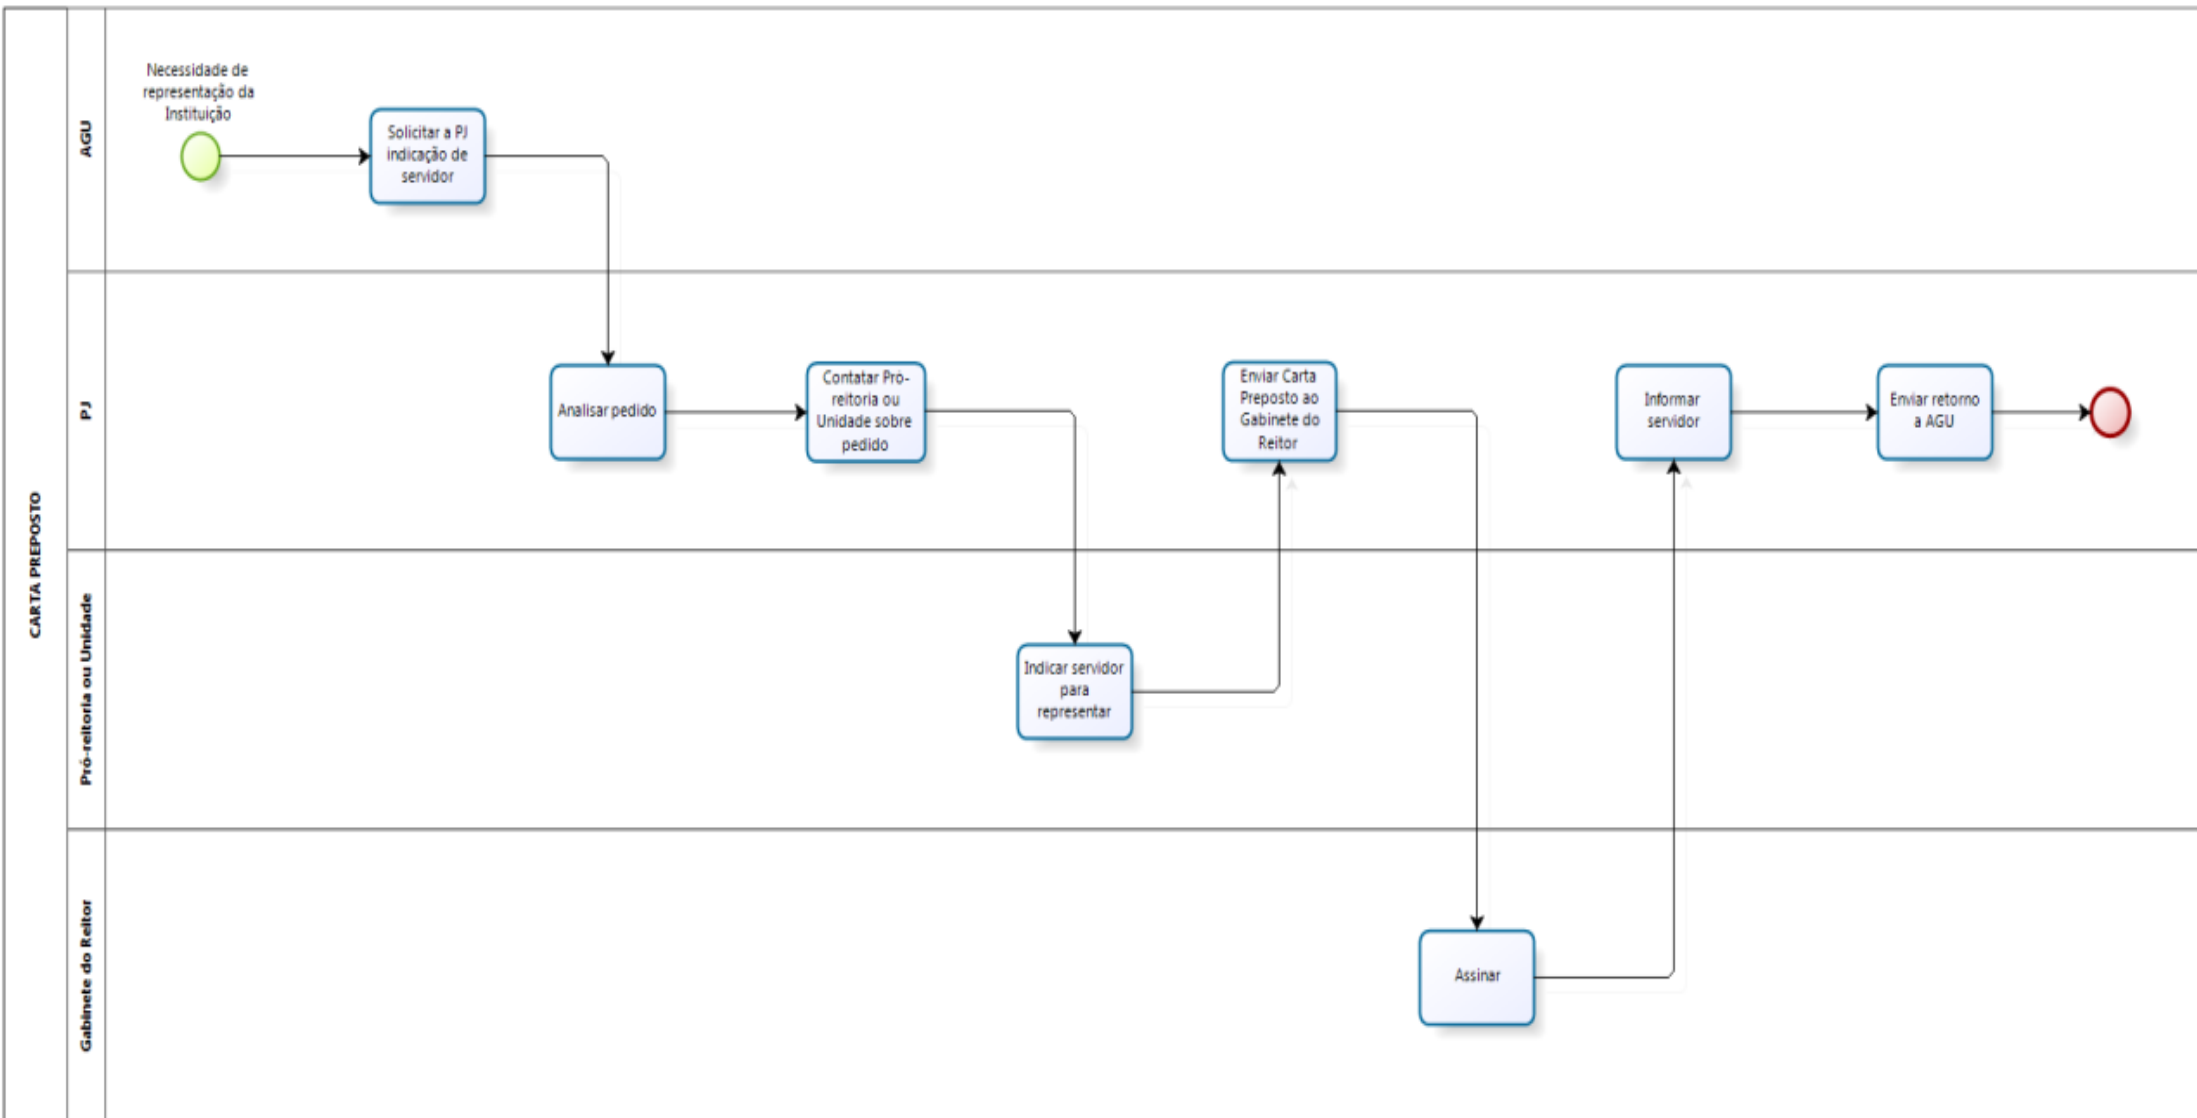 CARTA PREPOSTO
AGU
Necessidade de
representação da
Instituição
Solicitar a PJ
indicação de
servidor
PJ
Analisar pedido
Contatar Pró-
reitoria ou
Unidade sobre
pedido
Enviar Carta
Preposto ao
Gabinete do
Reitor
Informar
servidor
Enviar retorno
a AGU
Pró-reitoria ou Unidade
Indicar servidor
para
representar
Gabinete do Reitor
Assinar